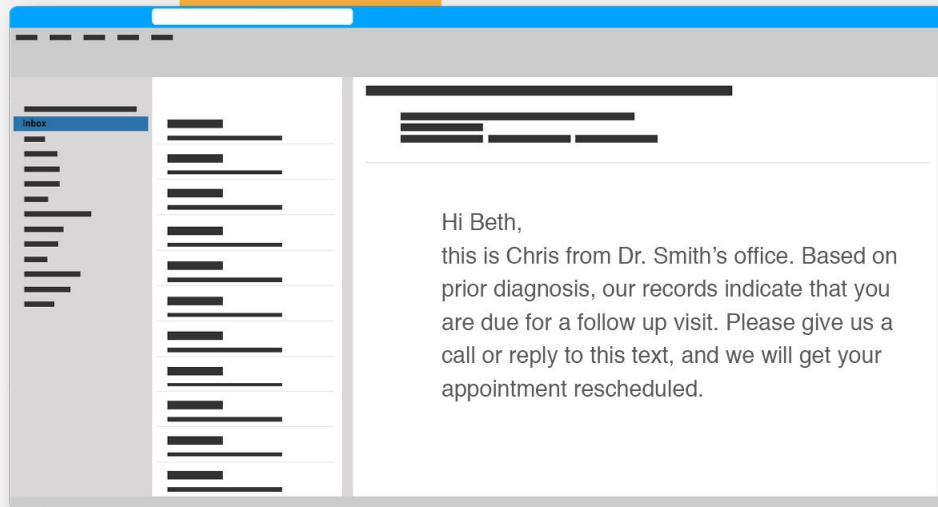 Inbox
Hi Beth,
this is Chris from Dr. Smith’s office. Based on
prior diagnosis, our records indicate that you
are due for a follow up visit. Please give us a
call or reply to this text, and we will get your
appointment rescheduled.